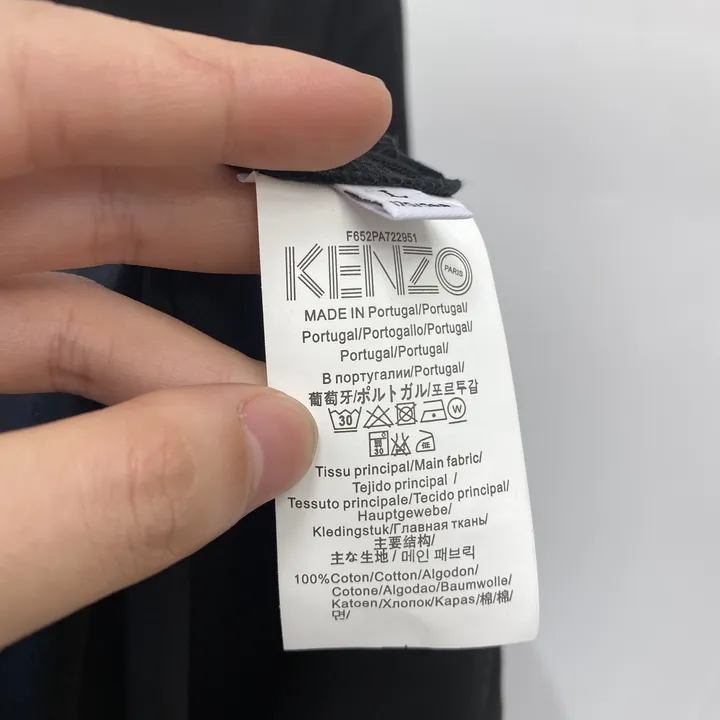 L
F652PA722951
KENZO PARIS
MADE IN Portugal/Portugal/
Portugal/Portogallo/Portugal/
Portugal/Portugal/
В португалии/Portugal/
葡萄牙/ポルトガル/포르투갈
30 W
30 低
Tissu principal/Main fabric/
Tejido principal /
Tessuto principale/Tecido principal/
Hauptgewebe/
Kledingstuk/Главная ткань/
主要结构/
主な生地 / 메인 패브릭
100%Coton/Cotton/Algodon/
Cotone/Algodao/Baumwolle/
Katoen/Хлопок/Kapas/棉/棉/
면/